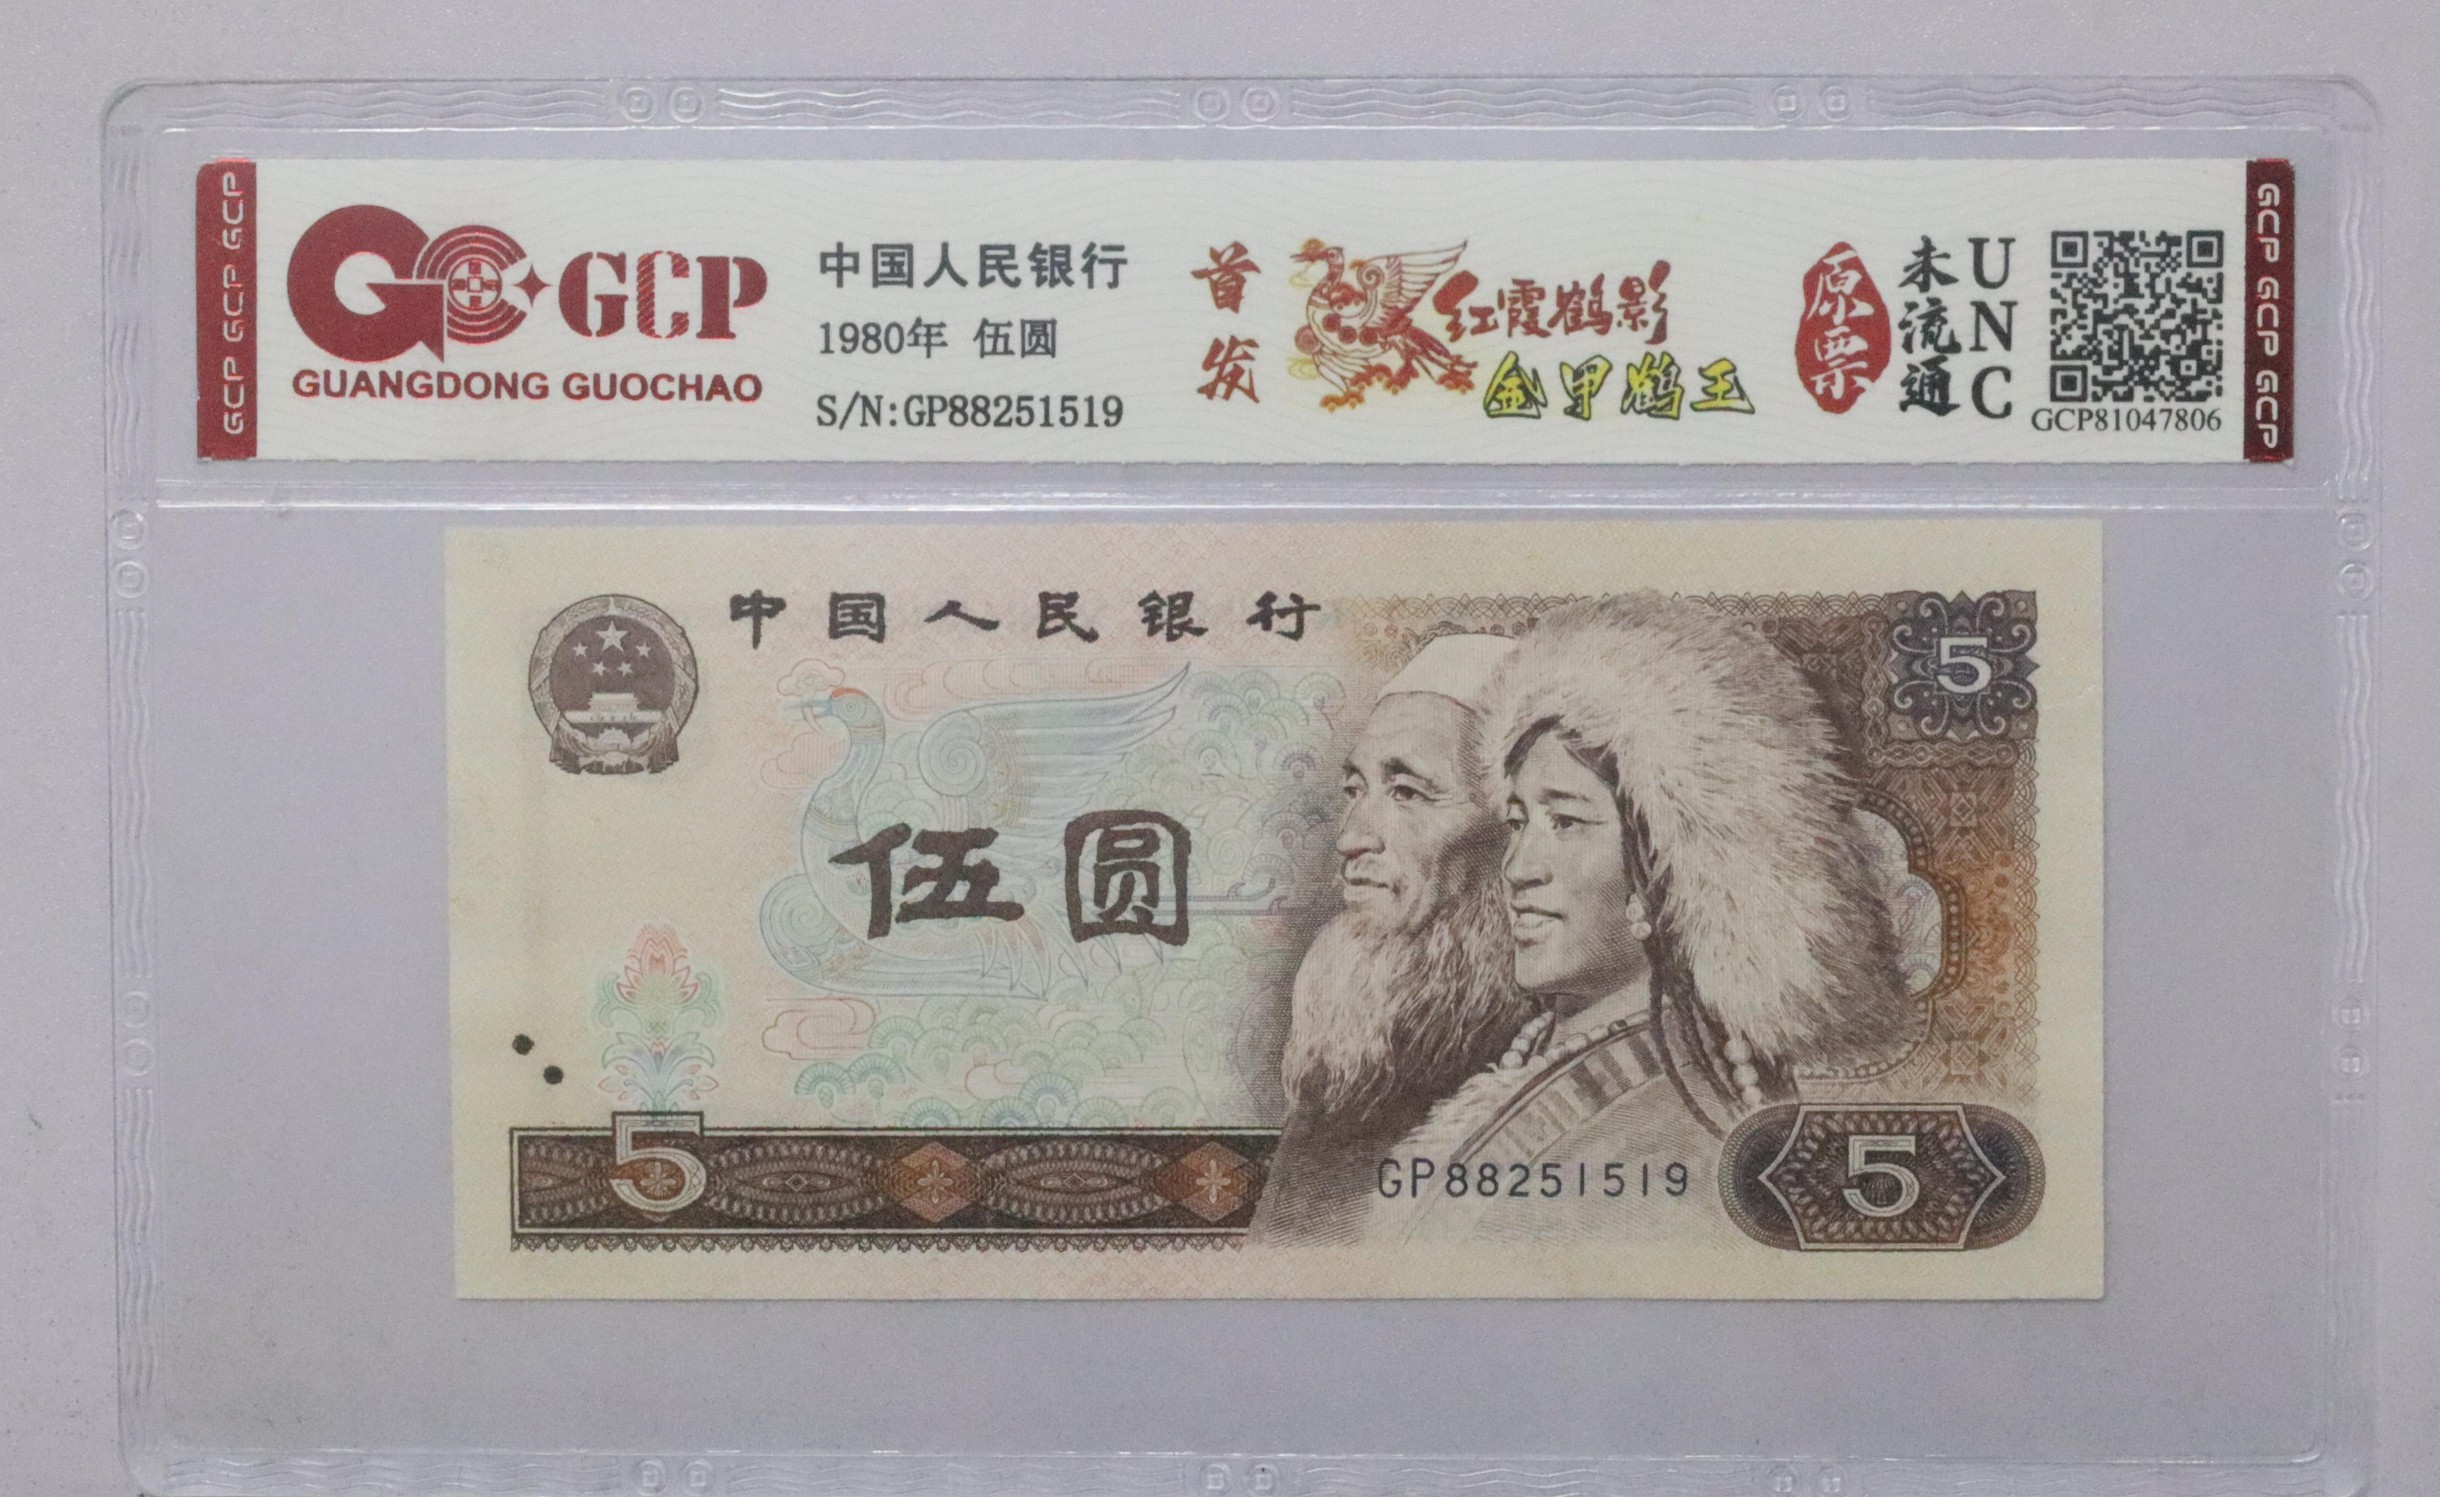 GCP GCP GCP
GCP
GUANGDONG GUOCHAO
中国人民银行
1980年 伍圆
S/N:GP88251519
首发
红霞鹤影
金甲鹤王
原票
未流通
UNC
GCP81047806
GCP GCP GCP
中国人民银行
5
伍圆
5
GP88251519
5